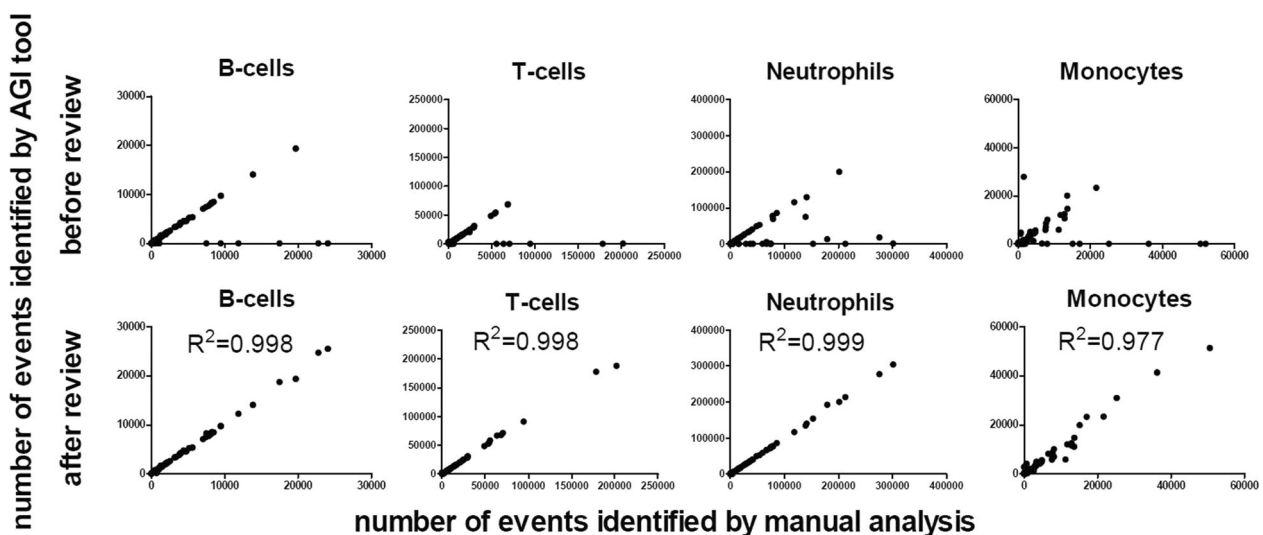 number of events identified by AGI tool
before review
after review
B-cells
30000
20000
10000
0
0 10000 20000 30000
T-cells
250000
200000
150000
100000
50000
0
0 50000 100000 150000 200000 250000
Neutrophils
400000
300000
200000
100000
0
0 100000 200000 300000 400000
Monocytes
60000
40000
20000
0
0 20000 40000 60000
B-cells
R²=0.998
30000
20000
10000
0
0 10000 20000 30000
T-cells
R²=0.998
250000
200000
150000
100000
50000
0
0 50000 100000 150000 200000 250000
Neutrophils
R²=0.999
400000
300000
200000
100000
0
0 100000 200000 300000 400000
Monocytes
R²=0.977
60000
40000
20000
0
0 20000 40000 60000
number of events identified by manual analysis